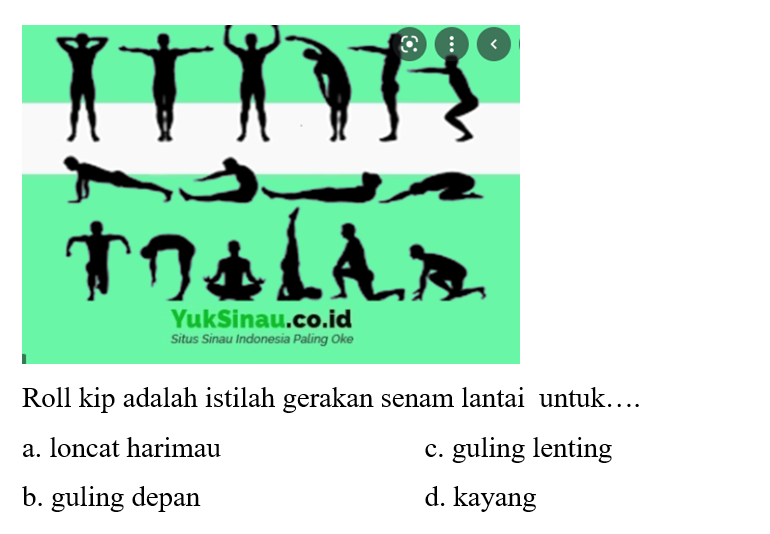 YukSinau.co.id
Situs Sinau Indonesia Paling Oke
Roll kip adalah istilah gerakan senam lantai untuk….
a. loncat harimau
c. guling lenting
b. guling depan
d. kayang